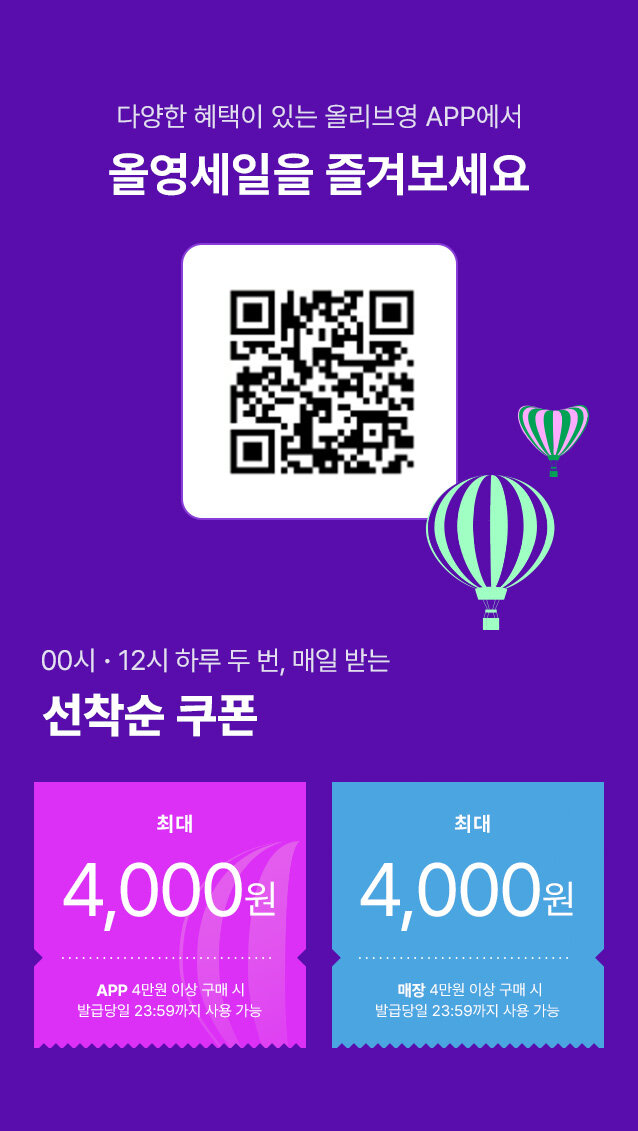 다양한 혜택이 있는 올리브영 APP에서
올영세일을 즐겨보세요
00시 • 12시 하루 두 번, 매일 받는
선착순 쿠폰
최대
4,000원
APP 4만원 이상 구매 시
발급당일 23:59까지 사용 가능
최대
4,000원
매장 4만원 이상 구매 시
발급당일 23:59까지 사용 가능